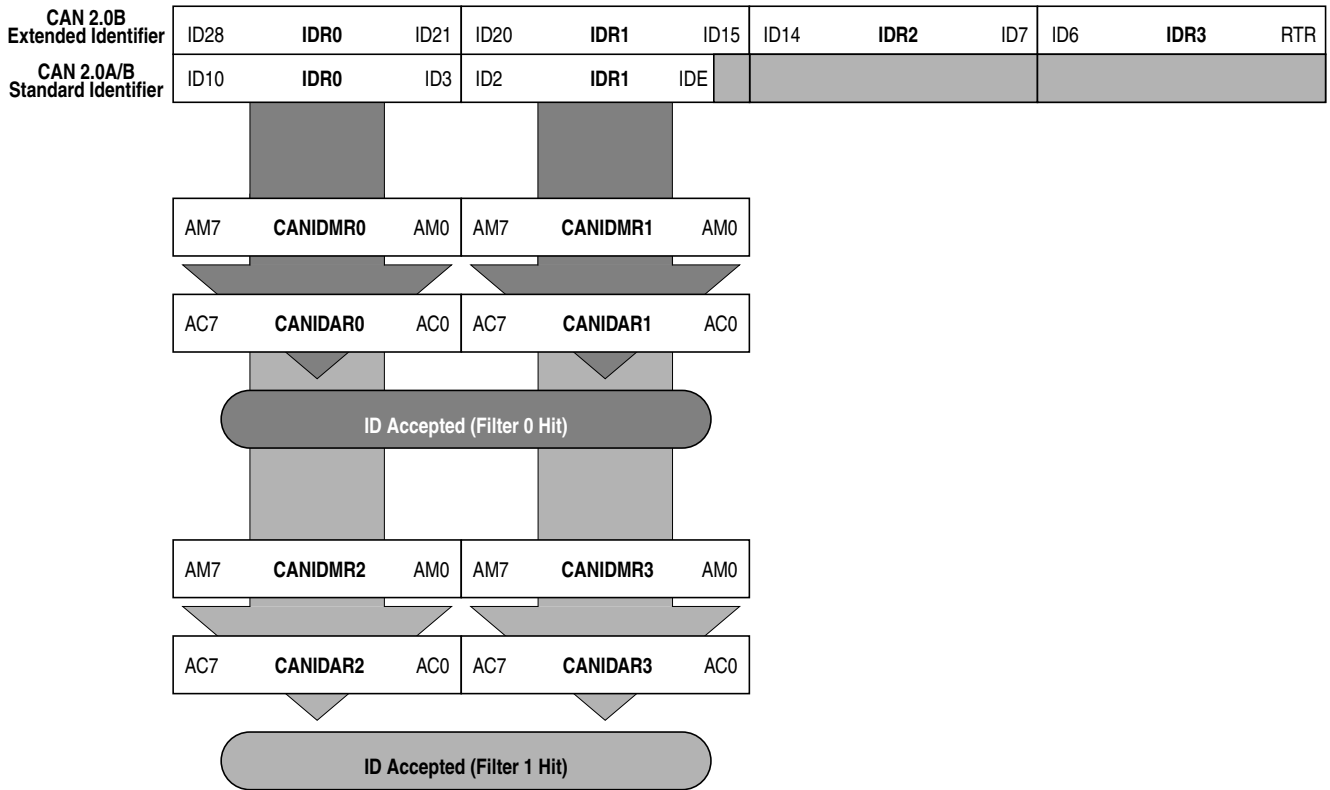 CAN 2.0B
Extended Identifier
ID28 IDR0 ID21 ID20 IDR1 ID15 ID14 IDR2 ID7 ID6 IDR3 RTR
CAN 2.0A/B
Standard Identifier
ID10 IDR0 ID3 ID2 IDR1 IDE
AM7 CANIDMR0 AM0 AM7 CANIDMR1 AM0
AC7 CANIDAR0 AC0 AC7 CANIDAR1 AC0
ID Accepted (Filter 0 Hit)
AM7 CANIDMR2 AM0 AM7 CANIDMR3 AM0
AC7 CANIDAR2 AC0 AC7 CANIDAR3 AC0
ID Accepted (Filter 1 Hit)